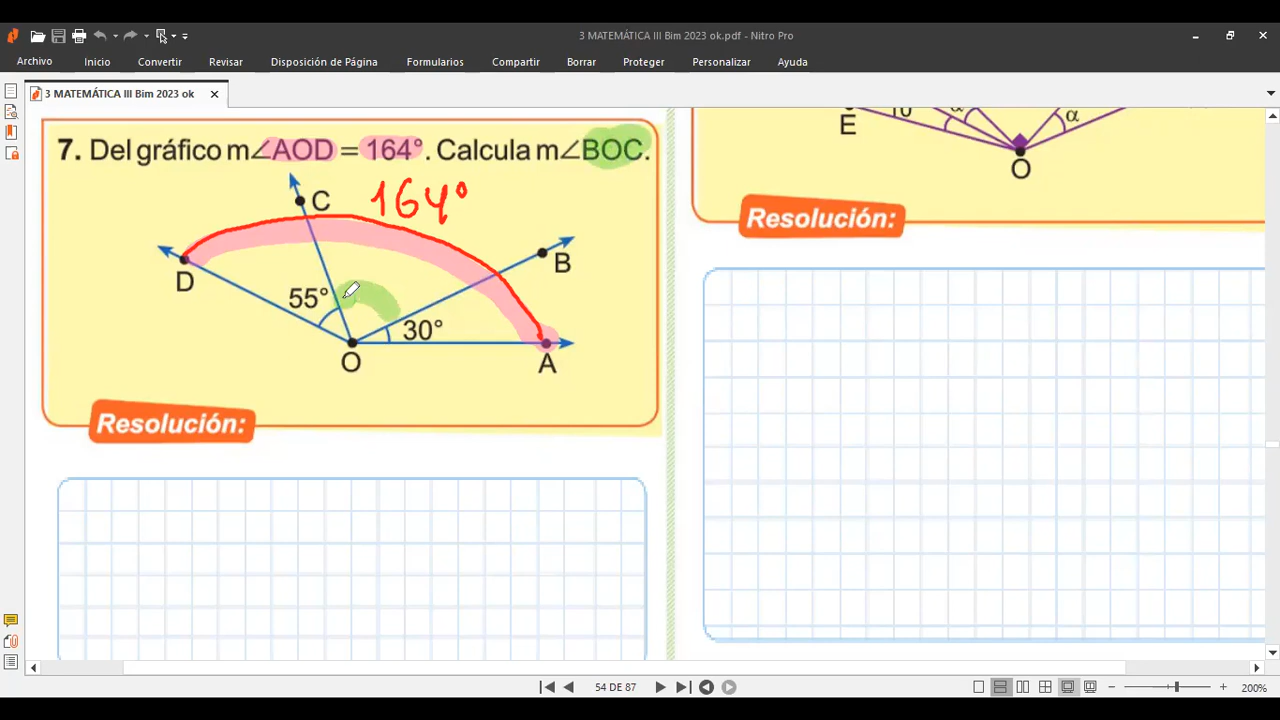 3 MATEMÁTICA III Bim 2023 ok.pdf - Nitro Pro
Archivo Inicio Convertir Revisar Disposición de Página Formularios Compartir Borrar Proteger Personalizar Ayuda
3 MATEMÁTICA III Bim 2023 ok
7. Del gráfico m∠AOD = 164°. Calcula m∠BOC.
164°
C
B
D
55°
30°
O
A
Resolución:
E
α
α
O
Resolución:
54 DE 87
200%